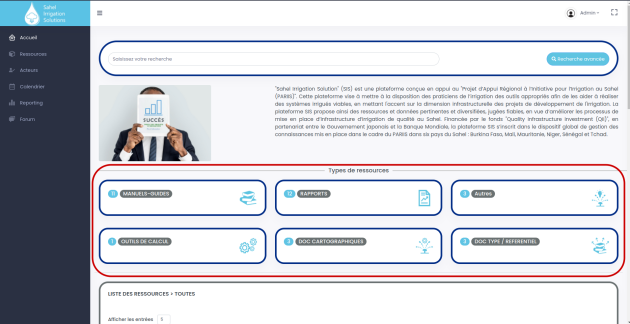 Sahel
Irrigation
Solutions
Admin
Accueil
Ressources
Acteurs
Calendrier
Reporting
Forum
Saisissez votre recherche
Recherche avancée
SUCCÈS
"Sahel Irrigation Solution" (SIS) est une plateforme conçue en appui au "Projet d'Appui Régional à l'Initiative pour l'Irrigation au Sahel
(PARIIS)". Cette plateforme vise à mettre à la disposition des praticiens de l'irrigation des outils appropriés afin de les aider à réaliser
des systèmes irrigués viables, en mettant l'accent sur la dimension infrastructurelle des projets de développement de l'irrigation. La
plateforme SIS propose ainsi des ressources et données pertinentes et diversifiées, jugées fiables, en vue d'améliorer les processus de
mise en place d'infrastructure d'irrigation de qualité au Sahel. Financée par le fonds "Quality Infrastructure Investment (QII)", en
partenariat entre le Gouvernement japonais et la Banque Mondiale, la plateforme SIS s'inscrit dans le dispositif global de gestion des
connaissances mis en place dans le cadre du PARIIS dans six pays du Sahel : Burkina Faso, Mali, Mauritanie, Niger, Sénégal et Tchad.
Types de ressources
11 MANUELS-GUIDES
12 RAPPORTS
3 Autres
1 OUTILS DE CALCUL
3 DOC CARTOGRAPHIQUES
3 DOC TYPE / REFERENTIEL
LISTE DES RESSOURCES > TOUTES
Afficher les entrées 5